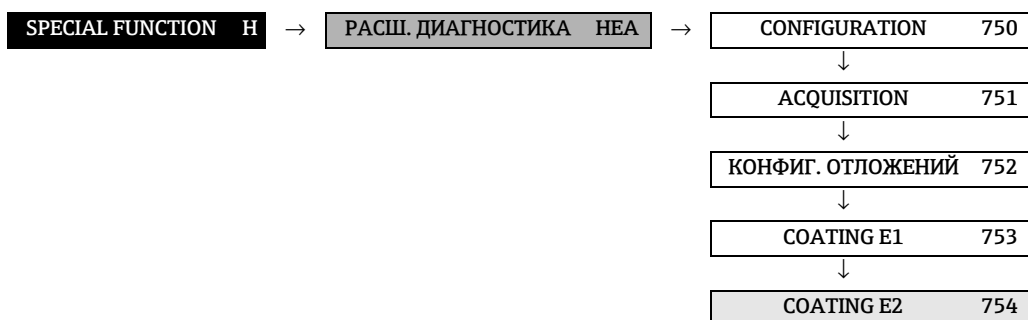 SPECIAL FUNCTION H → РАСШ. ДИАГНОСТИКА HEA → CONFIGURATION 750
↓
ACQUISITION 751
↓
КОНФИГ. ОТЛОЖЕНИЙ 752
↓
COATING E1 753
↓
COATING E2 754